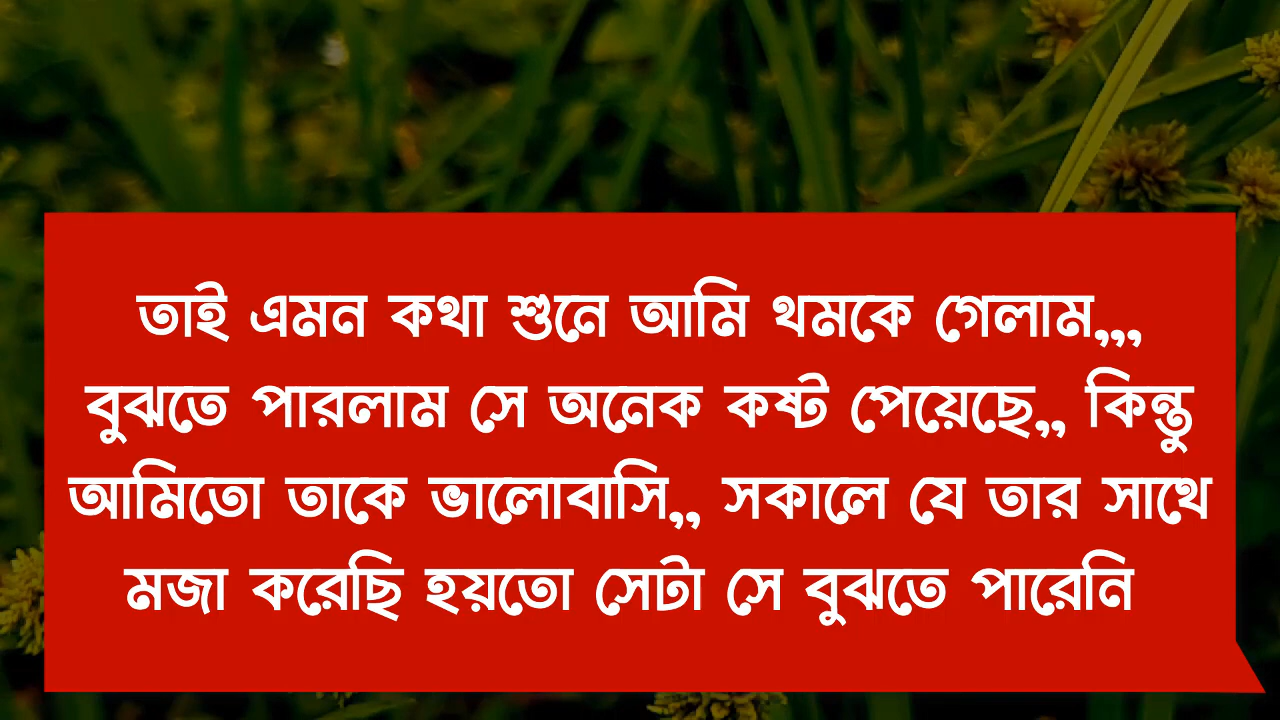 তাই এমন কথা শুনে আমি থমকে গেলাম,,,
বুঝতে পারলাম সে অনেক কষ্ট পেয়েছে,, কিন্তু
আমিতো তাকে ভালোবাসি,, সকালে যে তার সাথে
মজা করেছি হয়তো সেটা সে বুঝতে পারেনি